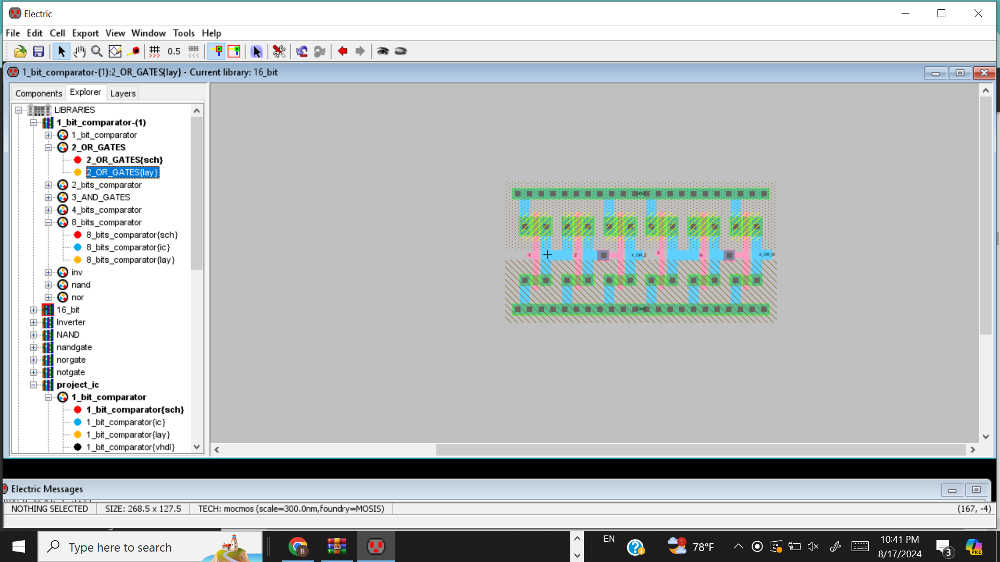 Electric
File Edit Cell Export View Window Tools Help
0.5
1_bit_comparator-(1):2_OR_GATES{lay} - Current library: 16_bit
Components Explorer Layers
LIBRARIES
1_bit_comparator-(1)
1_bit_comparator
2_OR_GATES
2_OR_GATES{sch}
2_OR_GATES{lay}
2_bits_comparator
3_AND_GATES
4_bits_comparator
8_bits_comparator
8_bits_comparator{sch}
8_bits_comparator{ic}
8_bits_comparator{lay}
inv
nand
nor
16_bit
Inverter
NAND
nandgate
norgate
notgate
project_ic
1_bit_comparator
1_bit_comparator{sch}
1_bit_comparator{ic}
1_bit_comparator{lay}
1_bit_comparator{vhdl}
VDD
Y Z Y_OR_Z X W X_OR_W
GND
Electric Messages
NOTHING SELECTED SIZE: 268.5 x 127.5 TECH: mocmos (scale=300.0nm,foundry=MOSIS) (167, -4)
Type here to search
B
EN
1
78°F
10:41 PM
8/17/2024
3
PRE